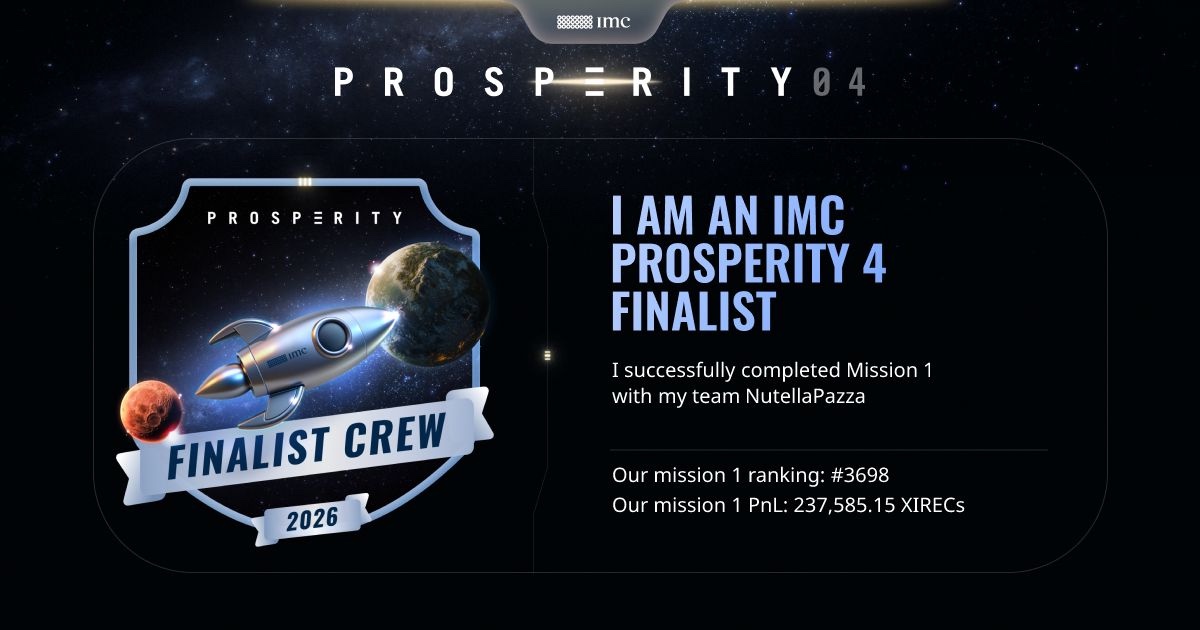 imc
PROSPERITY04
PROSPERITY
imc
FINALIST CREW
2026
I AM AN IMC
PROSPERITY 4
FINALIST
I successfully completed Mission 1
with my team NutellaPazza
Our mission 1 ranking: #3698
Our mission 1 PnL: 237,585.15 XIRECs